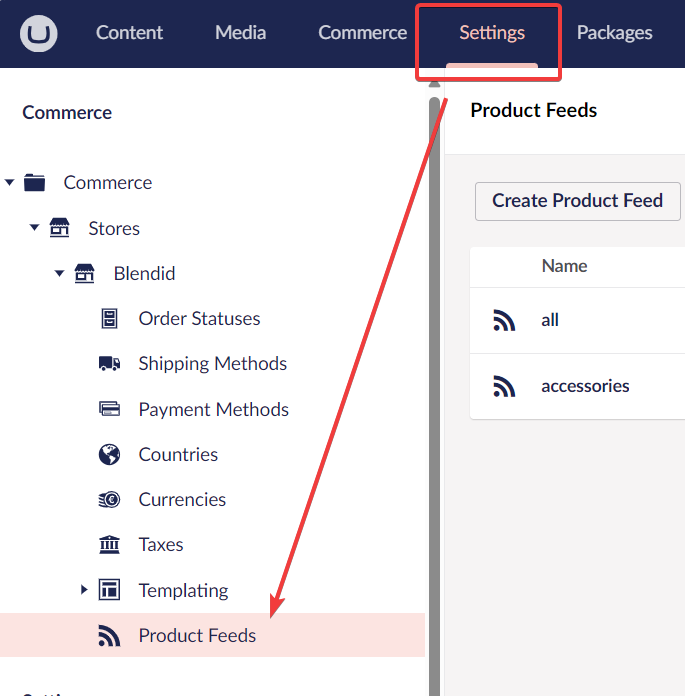 Content Media Commerce Settings Packages
Commerce
Commerce
Stores
Blendid
Order Statuses
Shipping Methods
Payment Methods
Countries
Currencies
Taxes
Templating
Product Feeds
Product Feeds
Create Product Feed
Name
all
accessories